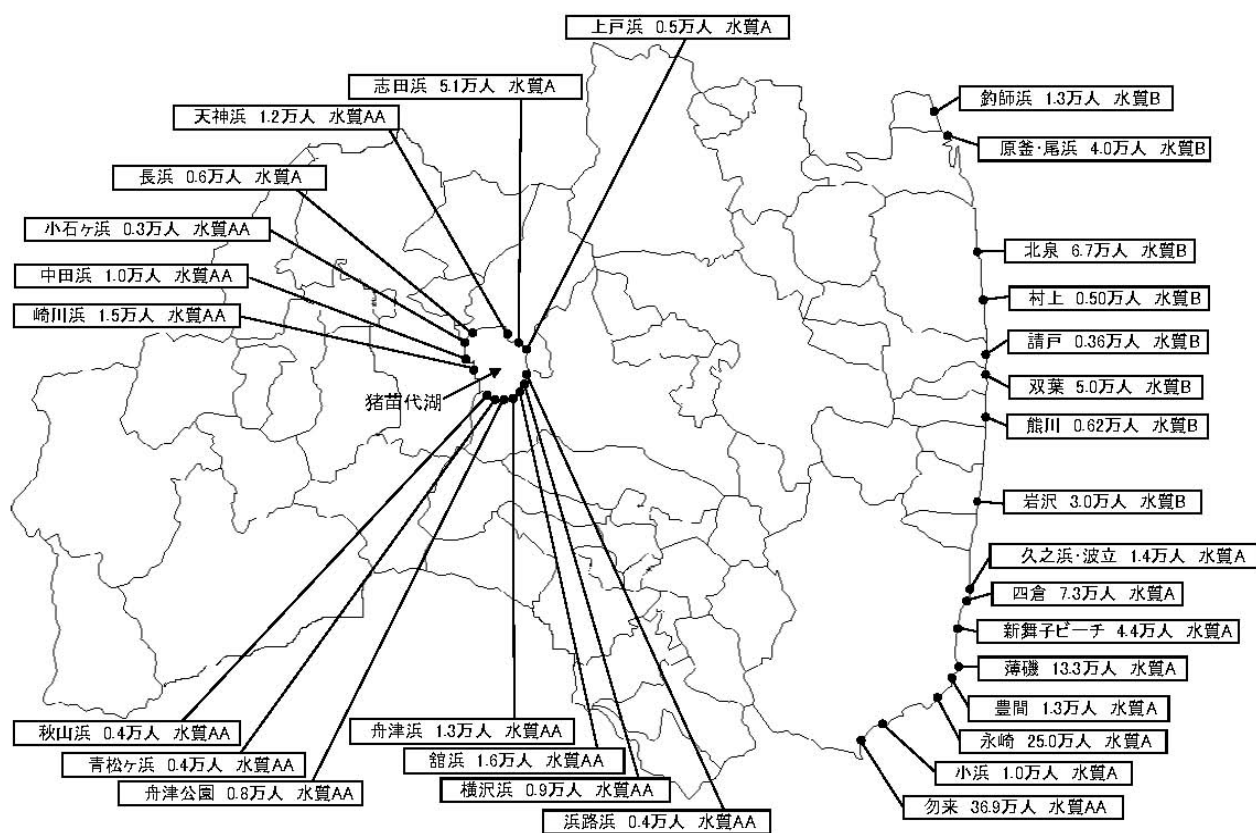 上戸浜 0.5万人 水質A
志田浜 5.1万人 水質A
天神浜 1.2万人 水質AA
長浜 0.6万人 水質A
小石ヶ浜 0.3万人 水質AA
中田浜 1.0万人 水質AA
崎川浜 1.5万人 水質AA
猪苗代湖
釣師浜 1.3万人 水質B
原釜・尾浜 4.0万人 水質B
北泉 6.7万人 水質B
村上 0.50万人 水質B
請戸 0.36万人 水質B
双葉 5.0万人 水質B
熊川 0.62万人 水質B
岩沢 3.0万人 水質B
久之浜・波立 1.4万人 水質A
四倉 7.3万人 水質A
新舞子ビーチ 4.4万人 水質A
薄磯 13.3万人 水質A
豊間 1.3万人 水質A
永崎 25.0万人 水質A
小浜 1.0万人 水質A
勿来 36.9万人 水質AA
秋山浜 0.4万人 水質AA
青松ヶ浜 0.4万人 水質AA
舟津公園 0.8万人 水質AA
舟津浜 1.3万人 水質AA
舘浜 1.6万人 水質AA
横沢浜 0.9万人 水質AA
浜路浜 0.4万人 水質AA